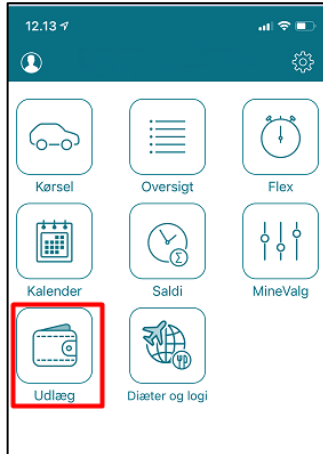 12.13
Kørsel Oversigt Flex
Kalender Saldi MineValg
Σ
Udlæg Diæter og logi